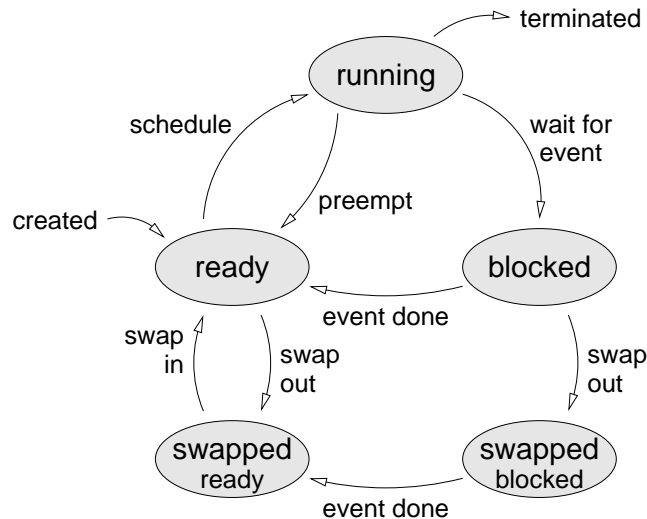 terminated
running
schedule
wait for
event
preempt
created
ready
blocked
event done
swap
in
swap
out
swap
out
swapped
ready
swapped
blocked
event done